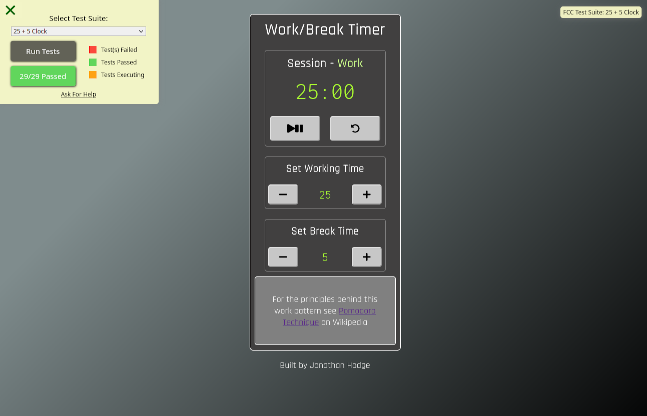 Select Test Suite:
25 + 5 Clock
Run Tests
29/29 Passed
Test(s) Failed
Tests Passed
Tests Executing
Ask For Help
FCC Test Suite: 25 + 5 Clock
Work/Break Timer
Session - Work
25:00
Set Working Time
25
Set Break Time
5
For the principles behind this
work pattern see Pomodoro
Technique on Wikipedia
Built by Jonathan Hodge